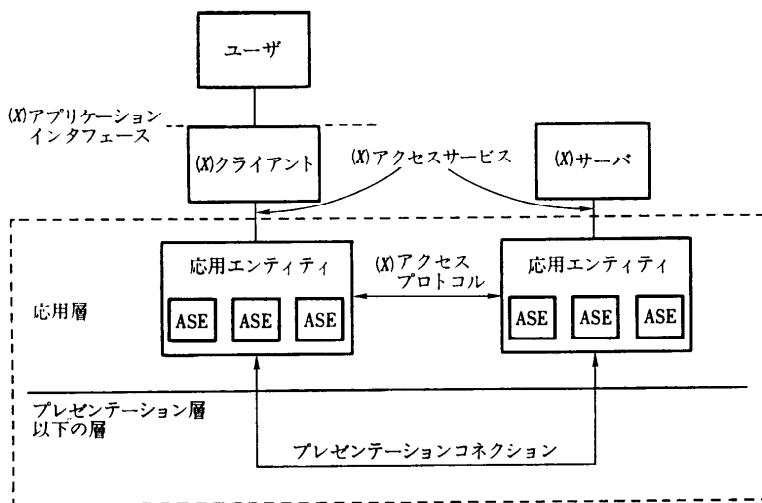 ユーザ
(X)アプリケーション
インタフェース
(X)クライアント
(X)アクセスサービス
(X)サーバ
応用エンティティ
(X)アクセス
プロトコル
応用エンティティ
応用層
ASE ASE ASE
ASE ASE ASE
プレゼンテーション層
以下の層
プレゼンテーションコネクション